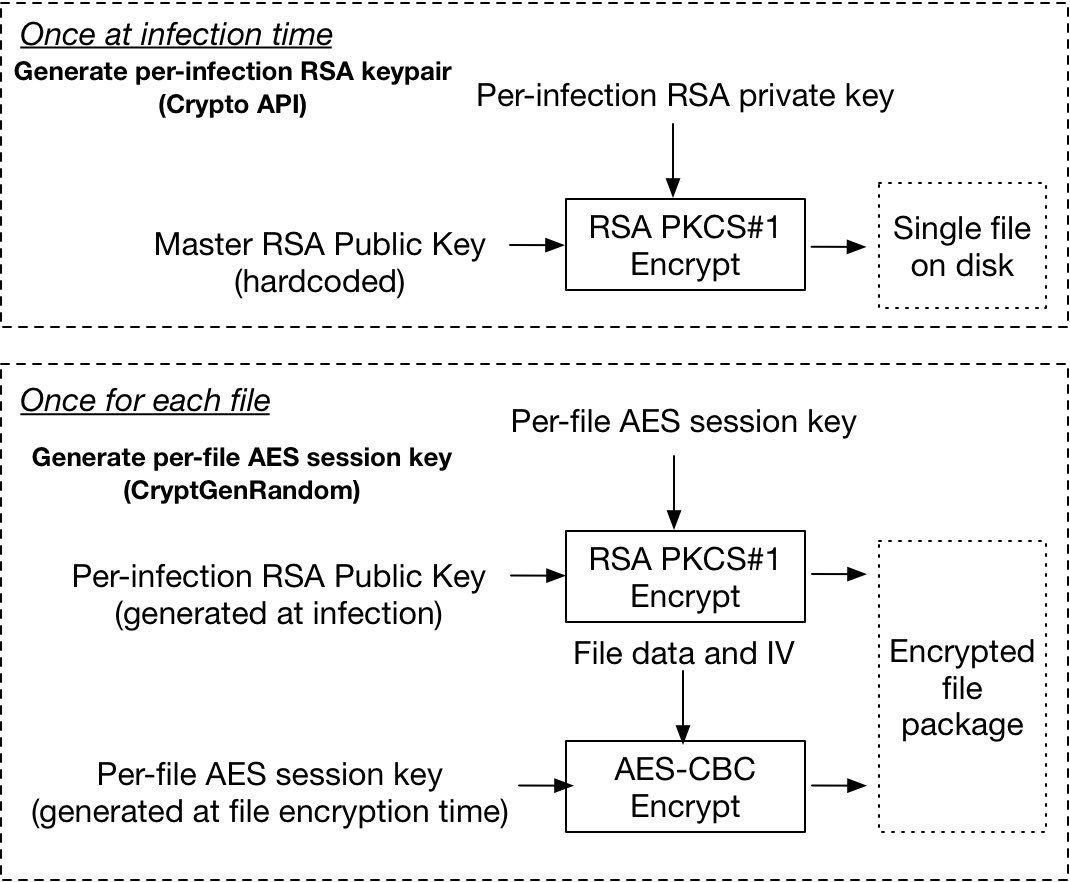 Once at infection time
Generate per-infection RSA keypair
(Crypto API)
Per-infection RSA private key
Master RSA Public Key
(hardcoded)
RSA PKCS#1
Encrypt
Single file
on disk
Once for each file
Generate per-file AES session key
(CryptGenRandom)
Per-file AES session key
Per-infection RSA Public Key
(generated at infection)
RSA PKCS#1
Encrypt
File data and IV
Per-file AES session key
(generated at file encryption time)
AES-CBC
Encrypt
Encrypted
file
package